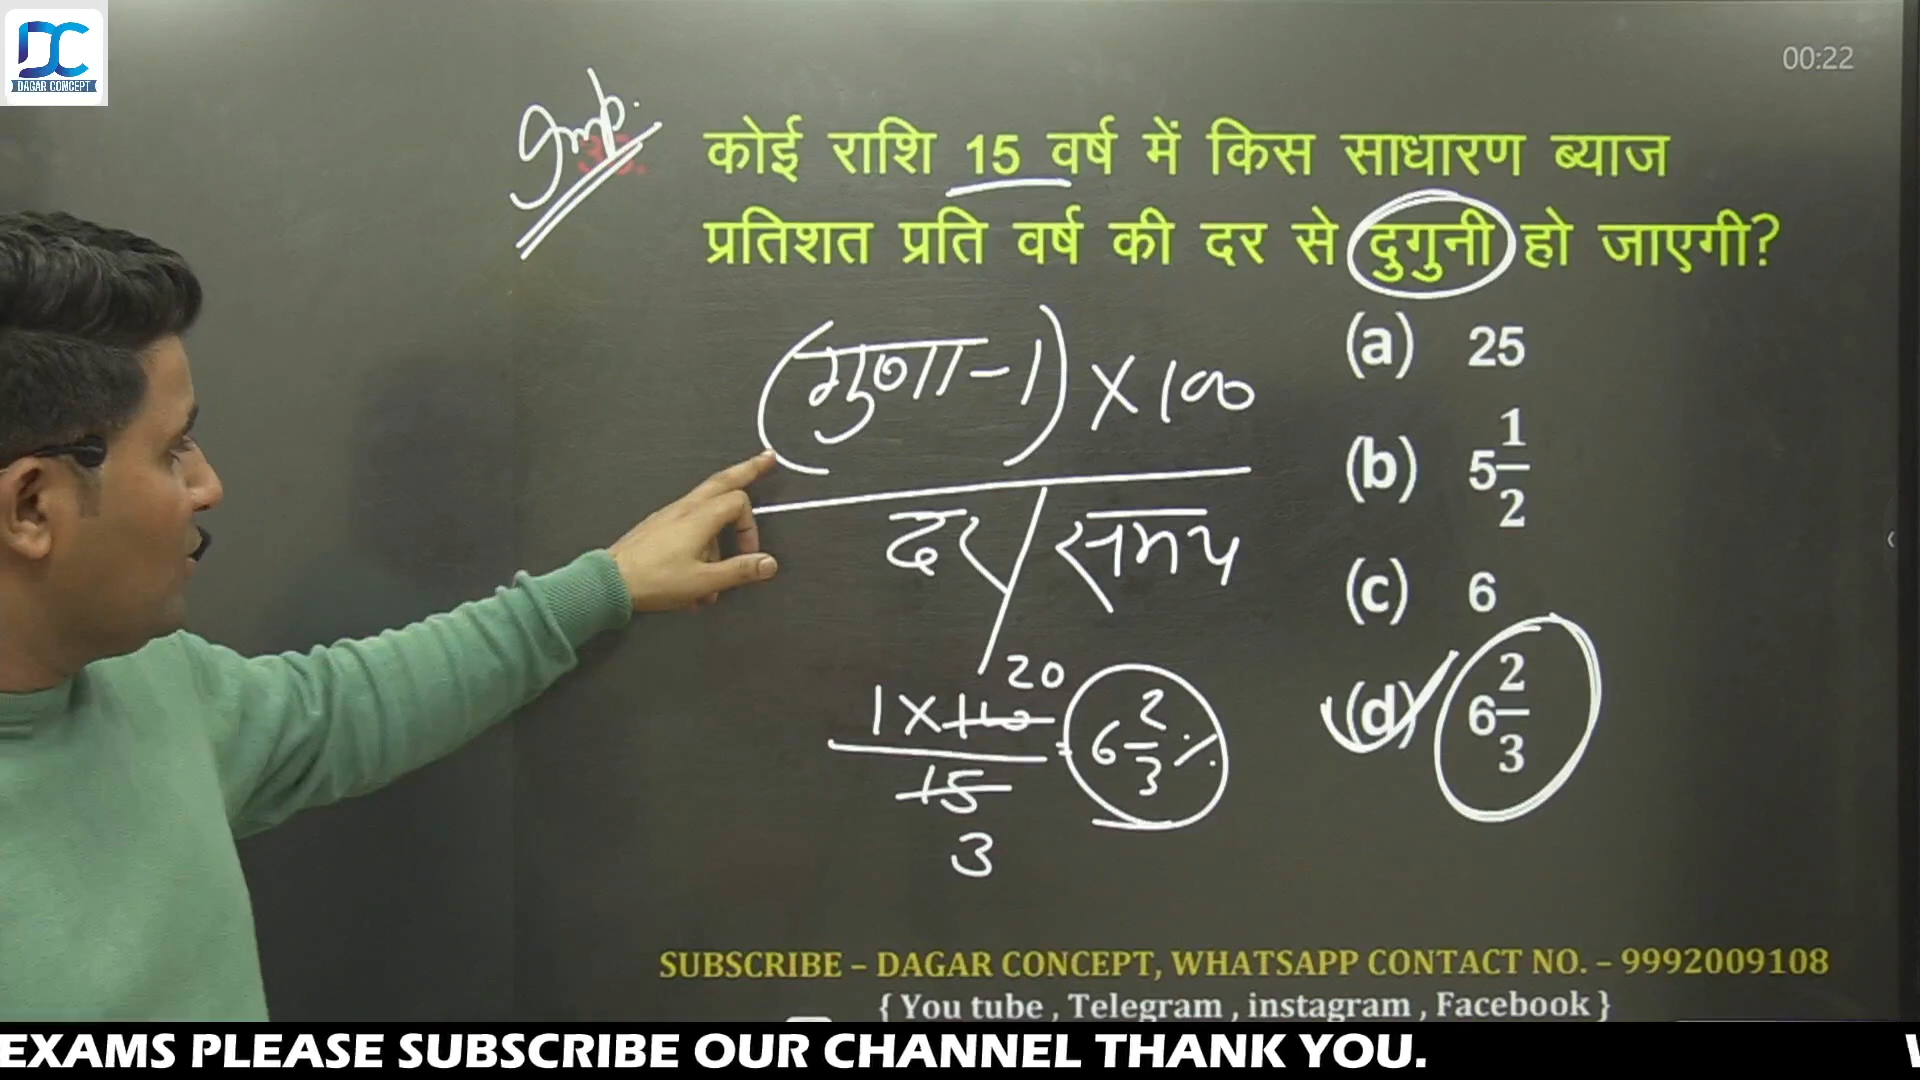 DC
DAGAR CONCEPT
00:22
Imp.
कोई राशि 15 वर्ष में किस साधारण ब्याज
प्रतिशत प्रति वर्ष की दर से दुगुनी हो जाएगी?
(a) 25
(b) 5 1/2
(c) 6
(d) 6 2/3
(गुणा-1) × 100
दर / समय
20
1 × 100
15
3
= 6 2/3 %
SUBSCRIBE – DAGAR CONCEPT, WHATSAPP CONTACT NO. – 9992009108
{ You tube , Telegram , instagram , Facebook }
EXAMS PLEASE SUBSCRIBE OUR CHANNEL THANK YOU.